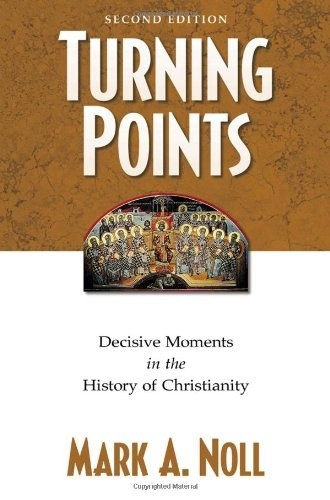 SECOND EDITION
TURNING
POINTS
Decisive Moments
in the
History of Christianity
MARK A. NOLL